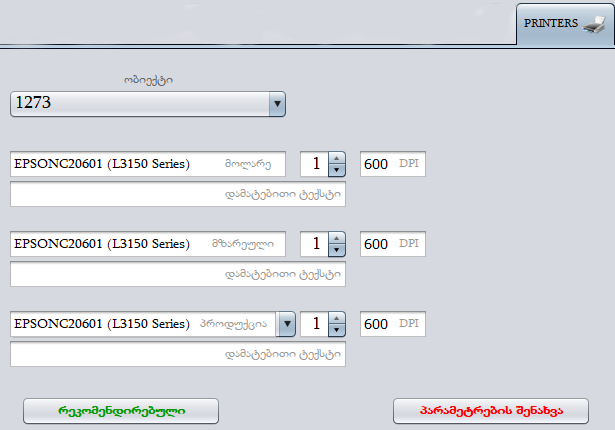 PRINTERS
ობიექტი
1273
EPSONC20601 (L3150 Series) მოლარე 1 600 DPI
დამატებითი ტექსტი
EPSONC20601 (L3150 Series) მზარეული 1 600 DPI
დამატებითი ტექსტი
EPSONC20601 (L3150 Series) პროდუქცია 1 600 DPI
დამატებითი ტექსტი
რეკომენდირებული პარამეტრების შენახვა